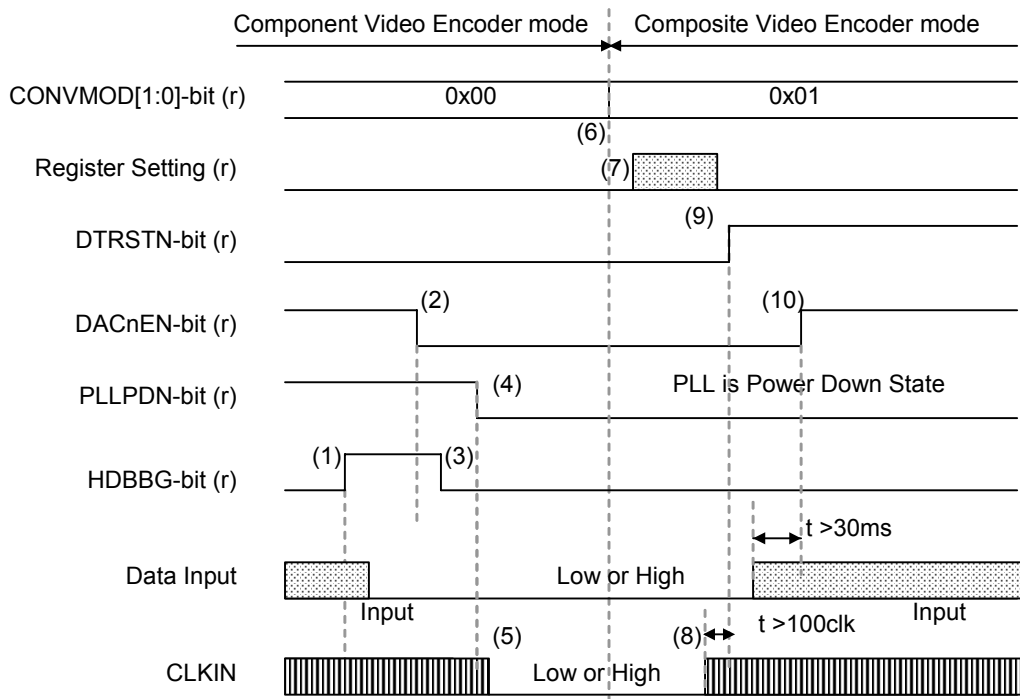 Component Video Encoder mode
Composite Video Encoder mode
CONVMOD[1:0]-bit (r)
0x00
0x01
(6)
Register Setting (r)
(7)
DTRSTN-bit (r)
(9)
DACnEN-bit (r)
(2)
(10)
PLLPDN-bit (r)
(4)
PLL is Power Down State
HDBBG-bit (r)
(1)
(3)
t >30ms
Data Input
Low or High
Input
Input
t >100clk
CLKIN
(5)
Low or High
(8)